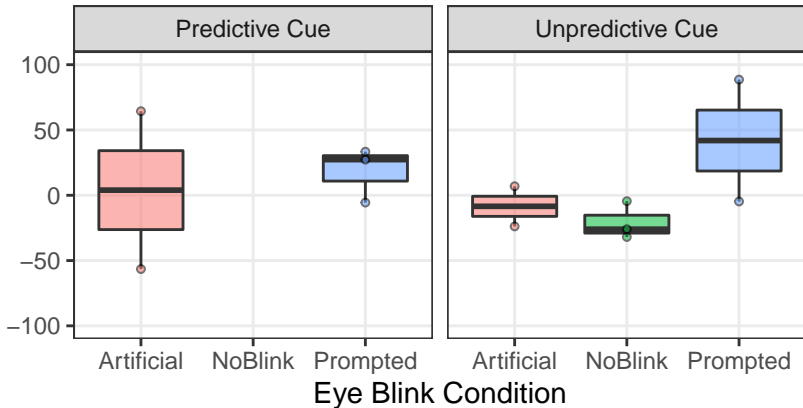 Predictive Cue
Unpredictive Cue
100
50
0
−50
−100
Artificial NoBlink Prompted
Artificial NoBlink Prompted
Eye Blink Condition